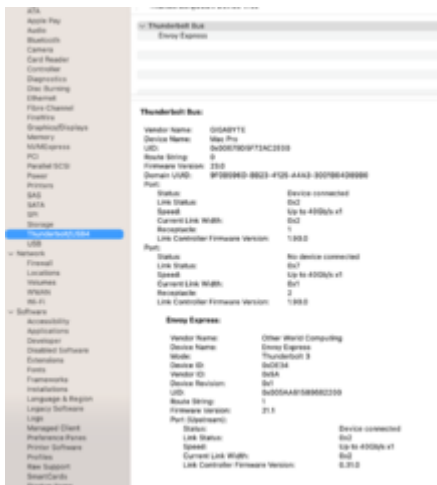 ATA
Apple Pay
Audio
Bluetooth
Camera
Card Reader
Controller
Diagnostics
Disc Burning
Ethernet
Fibre Channel
FireWire
Graphics/Displays
Memory
NVMExpress
PCI
Parallel SCSI
Power
Printers
SAS
SATA
SPI
Storage
Thunderbolt/USB4
USB
Network
Firewall
Locations
Volumes
WWAN
Wi-Fi
Software
Accessibility
Applications
Developer
Disabled Software
Extensions
Fonts
Frameworks
Installations
Language & Region
Legacy Software
Logs
Managed Client
Preference Panes
Printer Software
Profiles
Raw Support
SmartCards
Thunderbolt Bus
Envoy Express
Thunderbolt Bus:
Vendor Name: GIGABYTE
Device Name: Mac Pro
UID:
Route String: 0
Firmware Version: 23.0
Domain UUID:
Port:
Status: Device connected
Link Status: 0x2
Speed: Up to 40Gb/s x1
Current Link Width: 0x2
Receptacle: 1
Link Controller Firmware Version: 1.99.0
Port:
Status: No device connected
Link Status: 0x7
Speed: Up to 40Gb/s x1
Current Link Width: 0x1
Receptacle: 2
Link Controller Firmware Version: 1.99.0
Envoy Express:
Vendor Name: Other World Computing
Device Name: Envoy Express
Mode: Thunderbolt 3
Device ID: 0xDE34
Vendor ID: 0x5A
Device Revision: 0x1
UID:
Route String: 1
Firmware Version: 21.1
Port (Upstream):
Status: Device connected
Link Status: 0x2
Speed: Up to 40Gb/s x1
Current Link Width: 0x2
Link Controller Firmware Version: 0.31.0